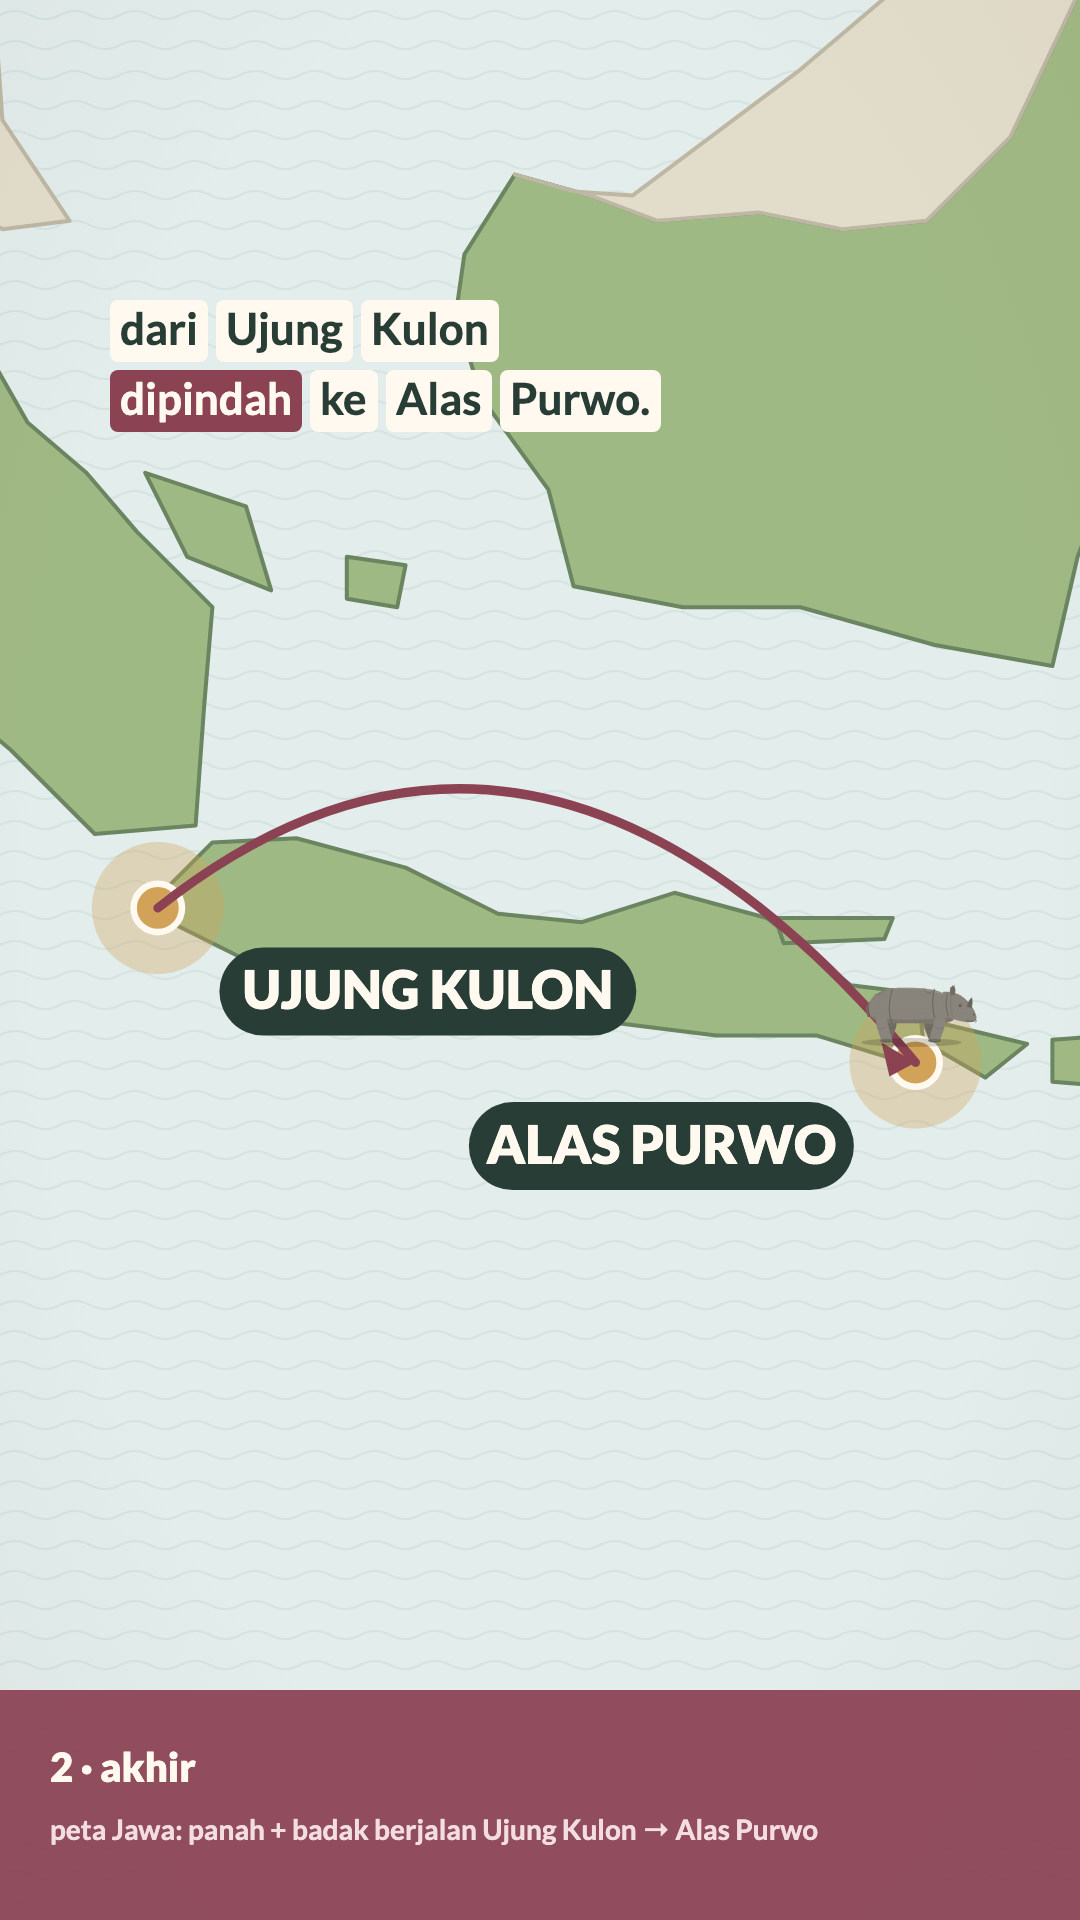 dari Ujung Kulon
dipindah ke Alas Purwo.
UJUNG KULON
ALAS PURWO
2 · akhir
peta Jawa: panah + badak berjalan Ujung Kulon → Alas Purwo